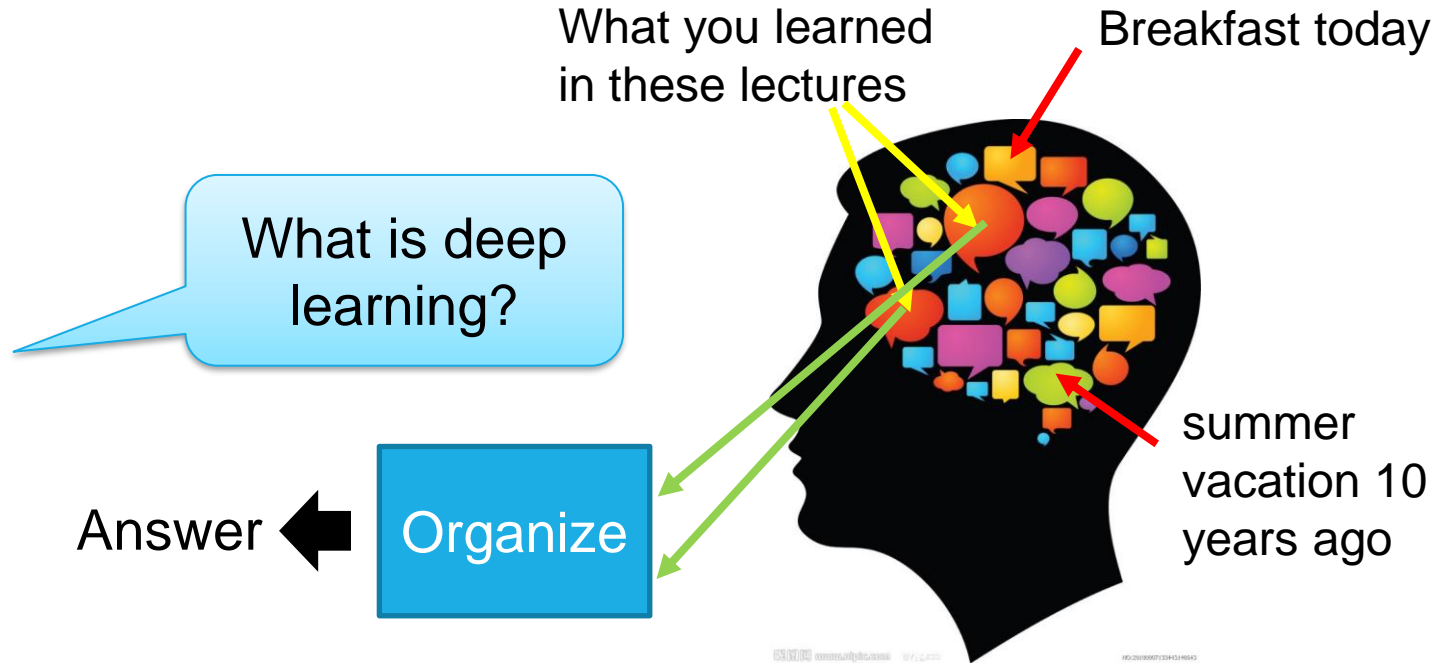 What you learned
in these lectures
Breakfast today
What is deep
learning?
summer
vacation 10
years ago
Answer
Organize